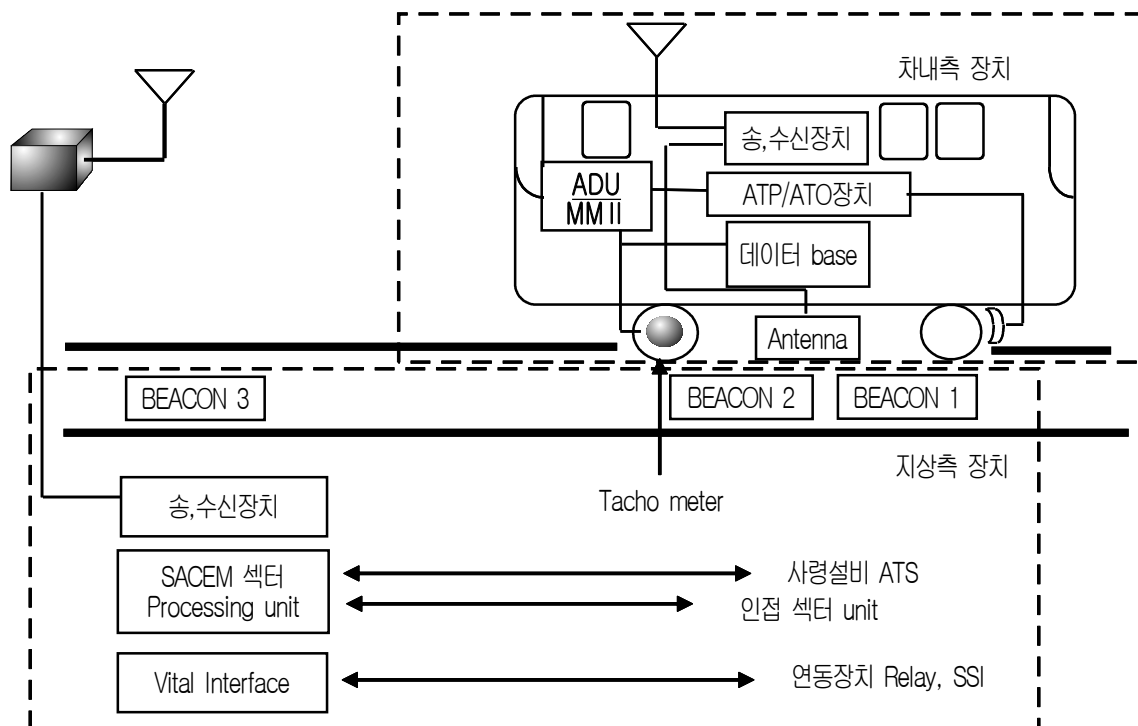 차내측 장치
송,수신장치
ADU
MM II
ATP/ATO장치
데이터 base
Antenna
BEACON 3
BEACON 2
BEACON 1
지상측 장치
Tacho meter
송,수신장치
SACEM 섹터
Processing unit
사령설비 ATS
인접 섹터 unit
Vital Interface
연동장치 Relay, SSI